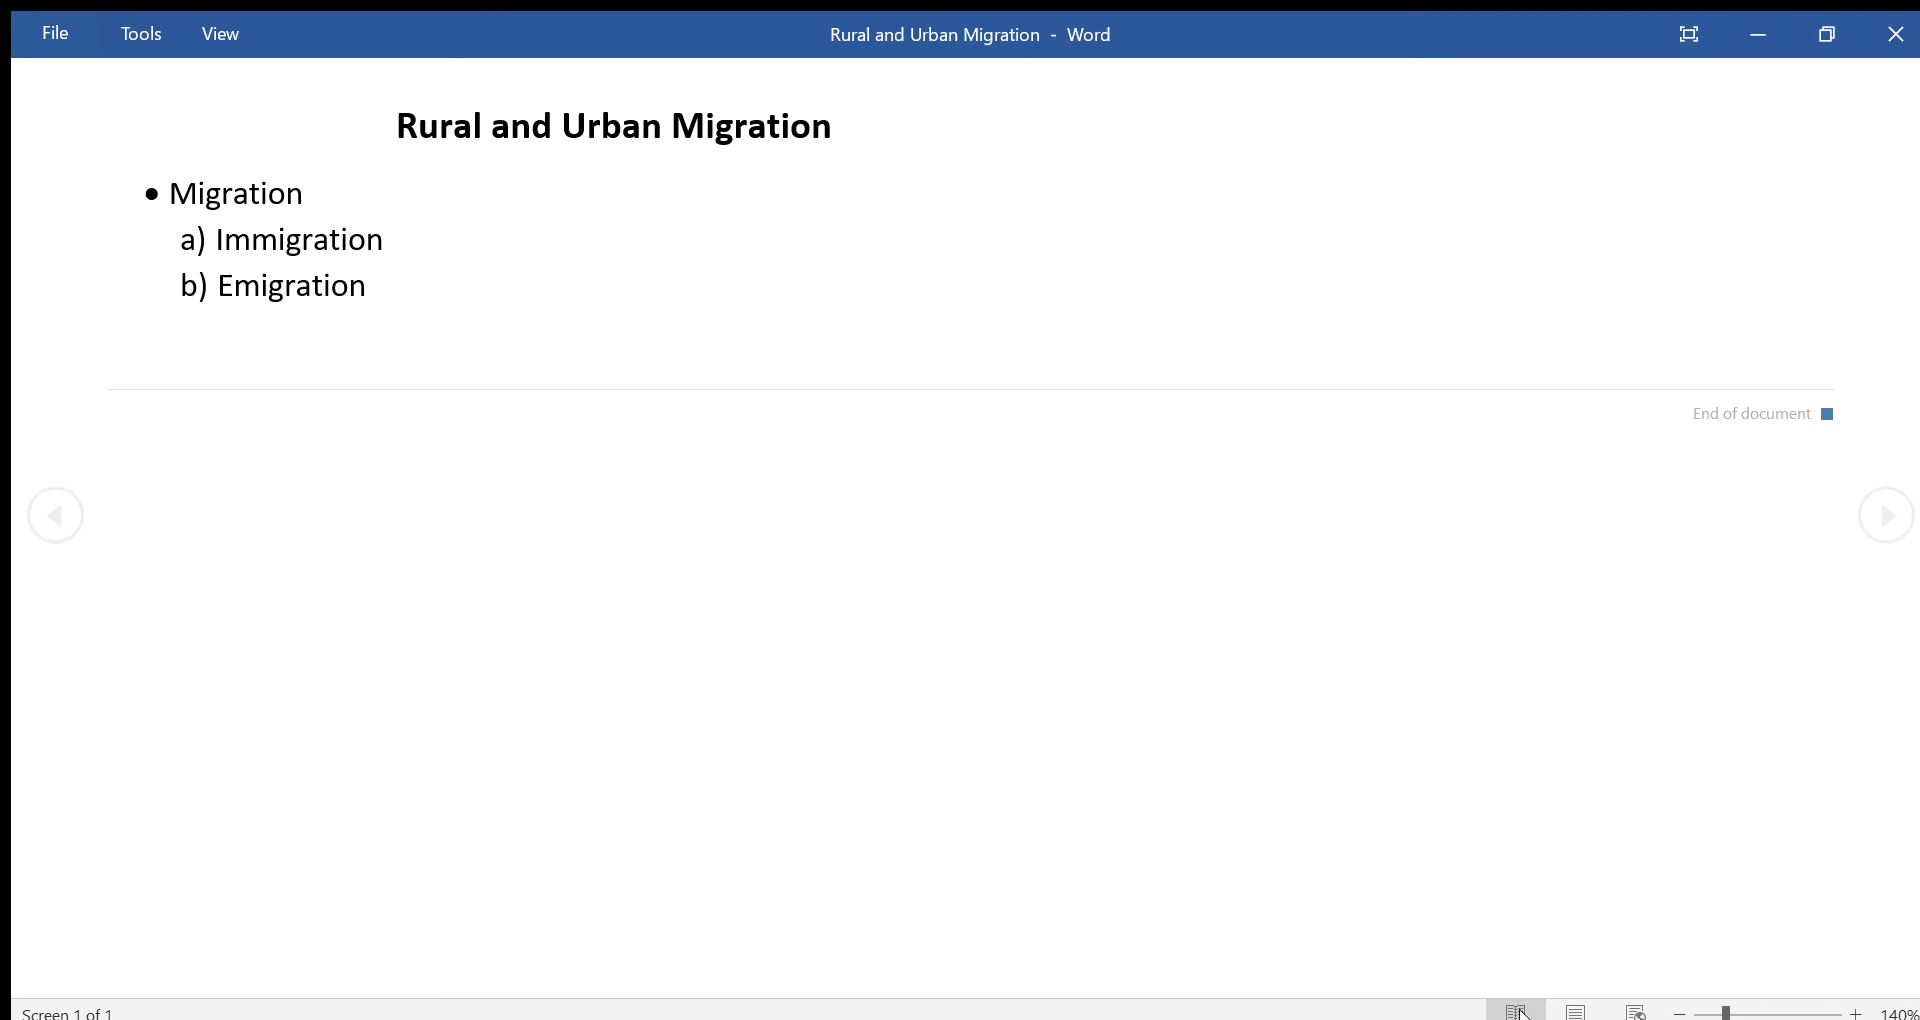 File Tools View Rural and Urban Migration - Word
Rural and Urban Migration
• Migration
a) Immigration
b) Emigration
End of document
Screen 1 of 1 140%